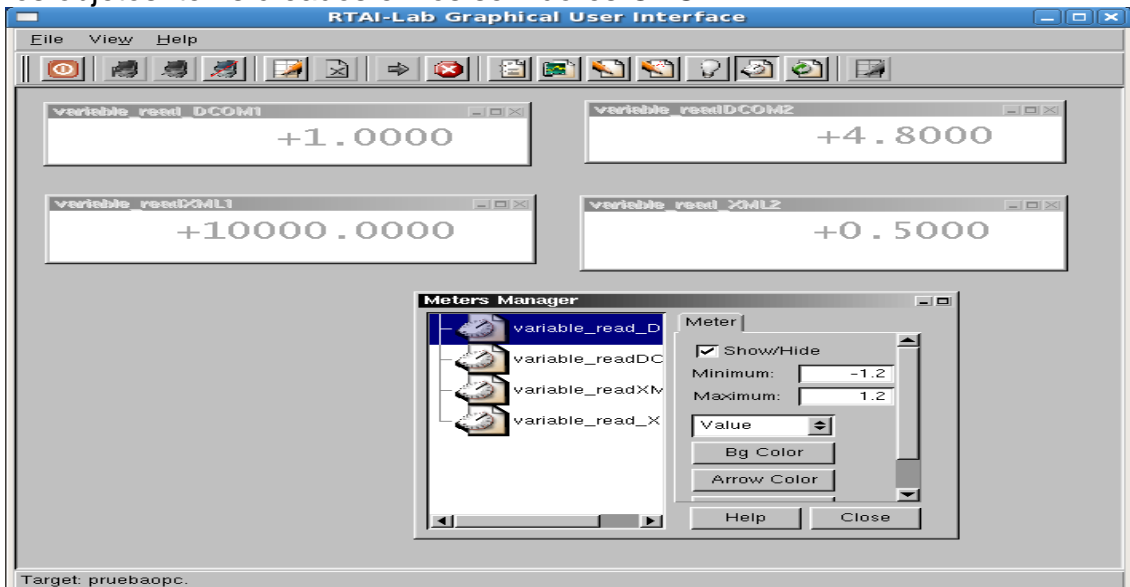 RTAI-Lab Graphical User Interface
File View Help
variable_read_DCOM1
+1.0000
variable_readDCOM2
+4.8000
variable_readXML1
+10000.0000
variable_read_XML2
+0.5000
Meters Manager
variable_read_D
variable_readDC
variable_readXM
variable_read_X
Meter
Show/Hide
Minimum: -1.2
Maximum: 1.2
Value
Bg Color
Arrow Color
Help Close
Target: pruebaopc.